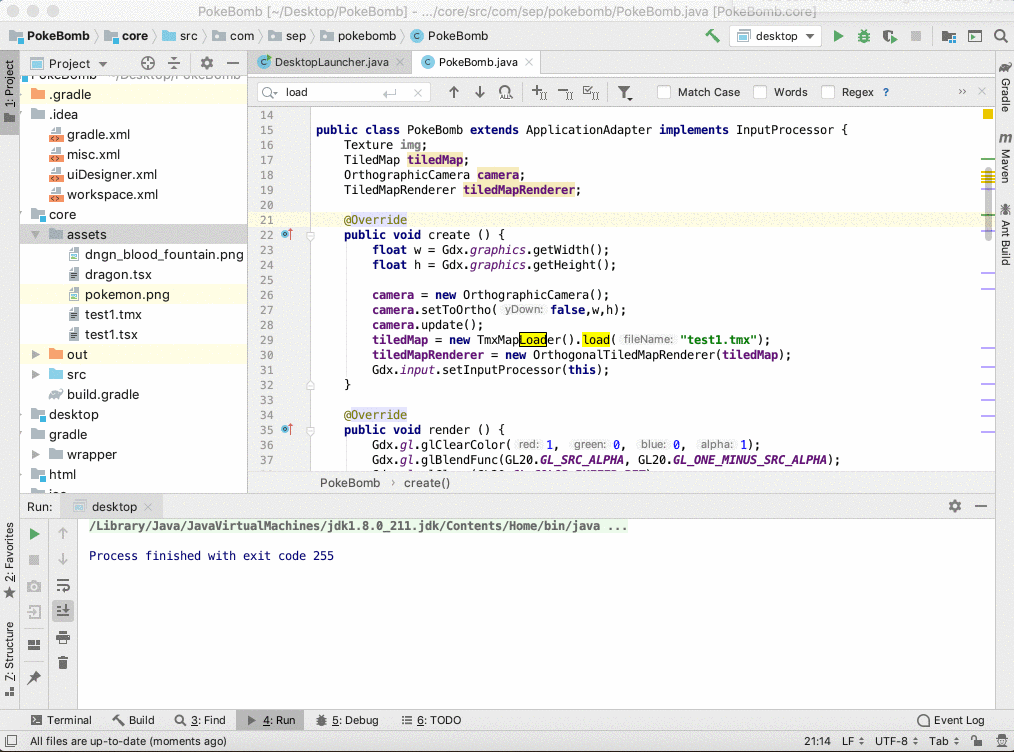 PokeBomb [~/Desktop/PokeBomb] - .../core/src/com/sep/pokebomb/PokeBomb.java [PokeBomb.core]
PokeBomb core src com sep pokebomb PokeBomb desktop
1: Project
Project
DesktopLauncher.java PokeBomb.java
load Match Case Words Regex ?
PokeBomb ~/Desktop/PokeBomb
.gradle
.idea
gradle.xml
misc.xml
uiDesigner.xml
workspace.xml
core
assets
dngn_blood_fountain.png
dragon.tsx
pokemon.png
test1.tmx
test1.tsx
out
src
build.gradle
desktop
gradle
wrapper
html
14
15 public class PokeBomb extends ApplicationAdapter implements InputProcessor {
16 Texture img;
17 TiledMap tiledMap;
18 OrthographicCamera camera;
19 TiledMapRenderer tiledMapRenderer;
20
21 @Override
22 public void create () {
23 float w = Gdx.graphics.getWidth();
24 float h = Gdx.graphics.getHeight();
25
26 camera = new OrthographicCamera();
27 camera.setToOrtho( yDown: false,w,h);
28 camera.update();
29 tiledMap = new TmxMapLoader().load( fileName: "test1.tmx");
30 tiledMapRenderer = new OrthogonalTiledMapRenderer(tiledMap);
31 Gdx.input.setInputProcessor(this);
32 }
33
34 @Override
35 public void render () {
36 Gdx.gl.glClearColor( red: 1, green: 0, blue: 0, alpha: 1);
37 Gdx.gl.glBlendFunc(GL20.GL_SRC_ALPHA, GL20.GL_ONE_MINUS_SRC_ALPHA);
PokeBomb › create()
Gradle
Maven
Ant Build
Run: desktop
/Library/Java/JavaVirtualMachines/jdk1.8.0_211.jdk/Contents/Home/bin/java ...
Process finished with exit code 255
2: Favorites
Z: Structure
Terminal Build 3: Find 4: Run 5: Debug 6: TODO Event Log
All files are up-to-date (moments ago) 21:14 LF UTF-8 Tab